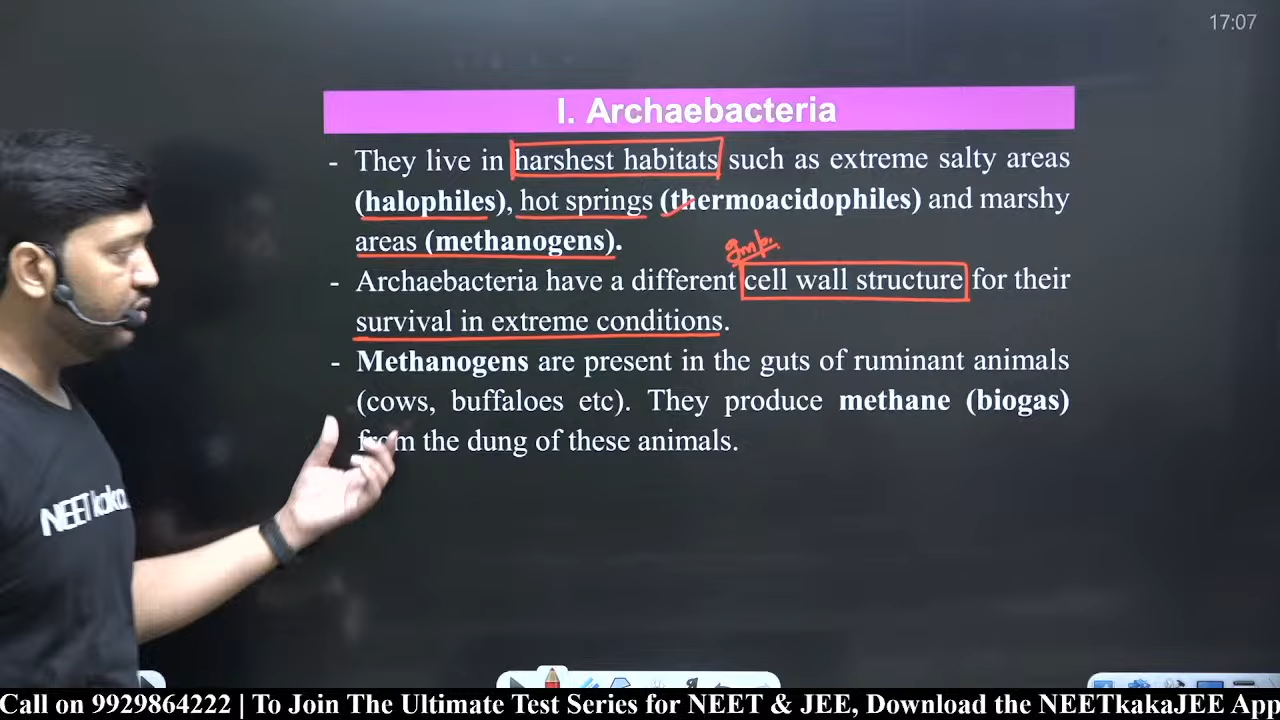 17:07
I. Archaebacteria
- They live in harshest habitats such as extreme salty areas
(halophiles), hot springs (thermoacidophiles) and marshy
areas (methanogens).
Imp.
- Archaebacteria have a different cell wall structure for their
survival in extreme conditions.
- Methanogens are present in the guts of ruminant animals
(cows, buffaloes etc). They produce methane (biogas)
from the dung of these animals.
NEET kaka
Call on 9929864222 | To Join The Ultimate Test Series for NEET & JEE, Download the NEETkakaJEE App